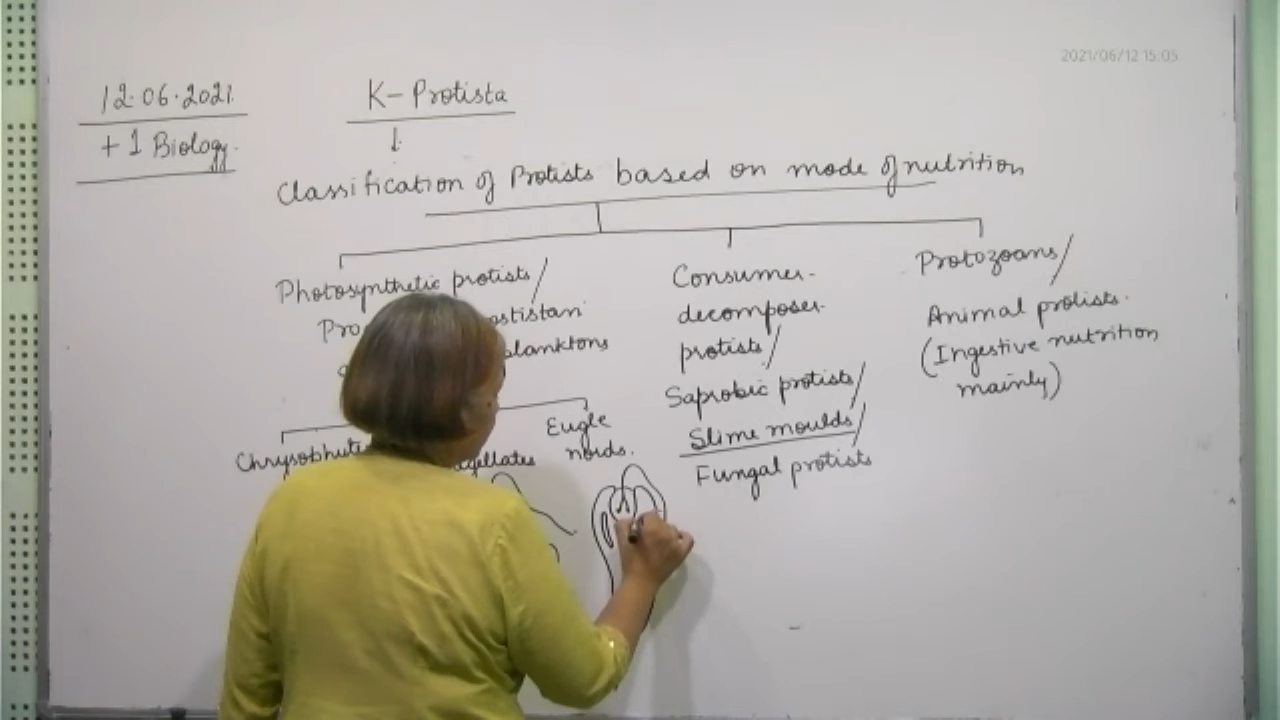 2021/06/12 15:05
12.06.2021.
+1 Biology.
K- Protista
Classification of Protists based on mode of nutrition
Photosynthetic protists/
planktons
Chrysophytes
Eugle
noids.
Consumer-
decomposer
protists/
Saprobic protists/
Slime moulds/
Fungal protists
Protozoans/
Animal protists.
(Ingestive nutrition
mainly)